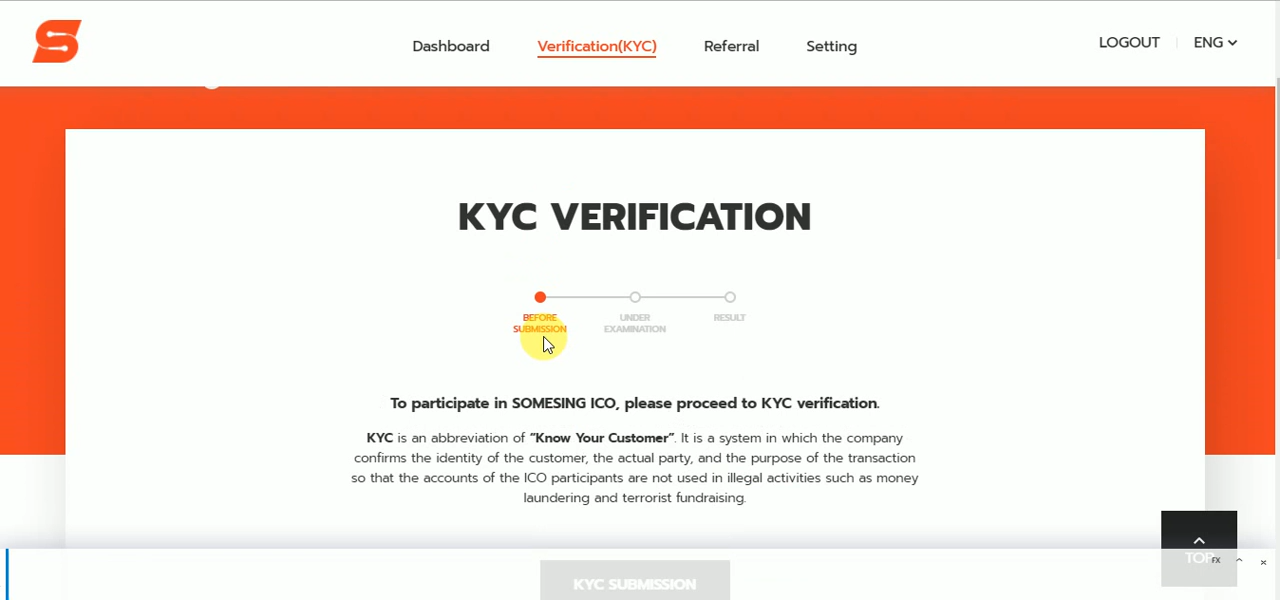 Dashboard Verification(KYC) Referral Setting LOGOUT ENG
KYC VERIFICATION
BEFORE SUBMISSION
UNDER EXAMINATION
RESULT
To participate in SOMESING ICO, please proceed to KYC verification.
KYC is an abbreviation of “Know Your Customer”. It is a system in which the company
confirms the identity of the customer, the actual party, and the purpose of the transaction
so that the accounts of the ICO participants are not used in illegal activities such as money
laundering and terrorist fundraising.
TOP
FX
KYC SUBMISSION